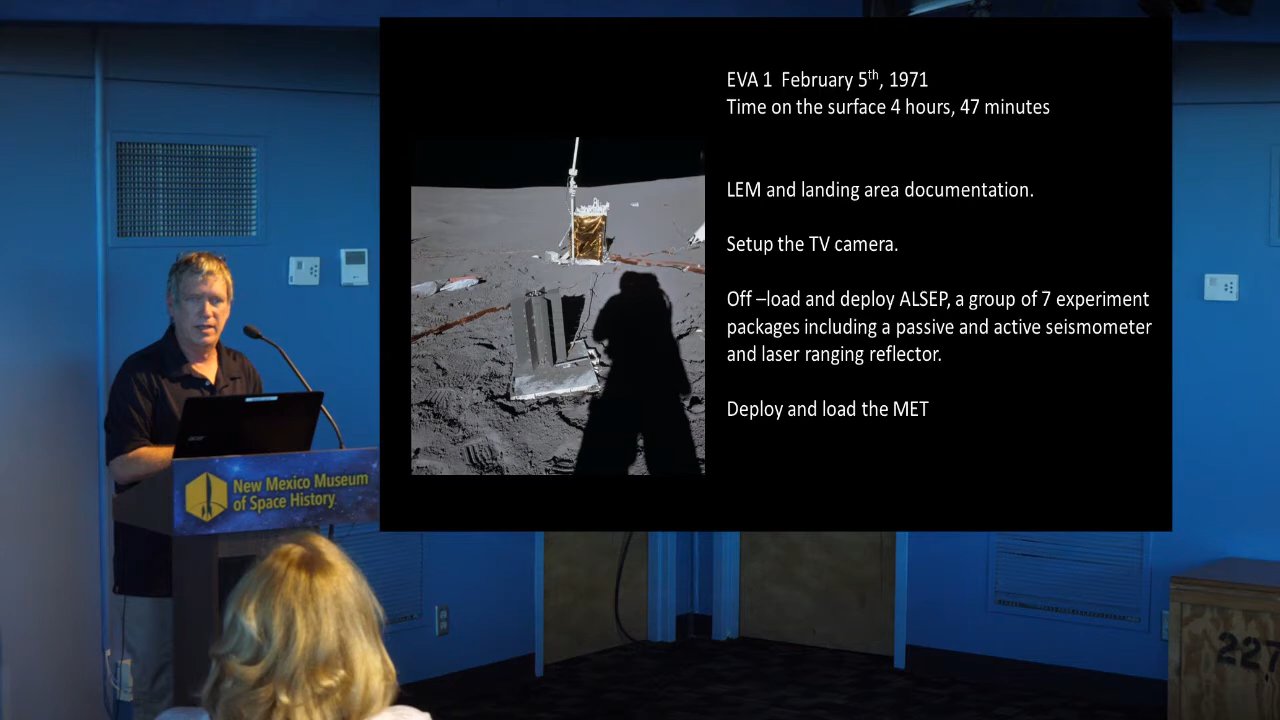 EVA 1 February 5th, 1971
Time on the surface 4 hours, 47 minutes
LEM and landing area documentation.
Setup the TV camera.
Off –load and deploy ALSEP, a group of 7 experiment
packages including a passive and active seismometer
and laser ranging reflector.
Deploy and load the MET
New Mexico Museum
of Space History
227